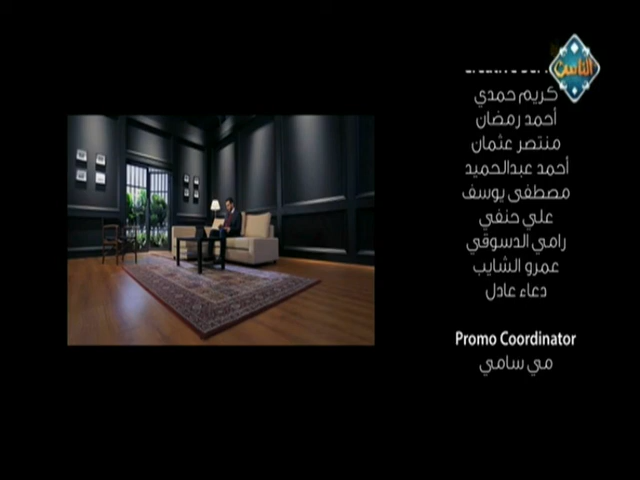 الناس
كريم حمدي
أحمد رمضان
منتصر عثمان
أحمد عبدالحميد
مصطفى يوسف
علي حنفي
رامي الدسوقي
عمرو الشايب
دعاء عادل
Promo Coordinator
مي سامي